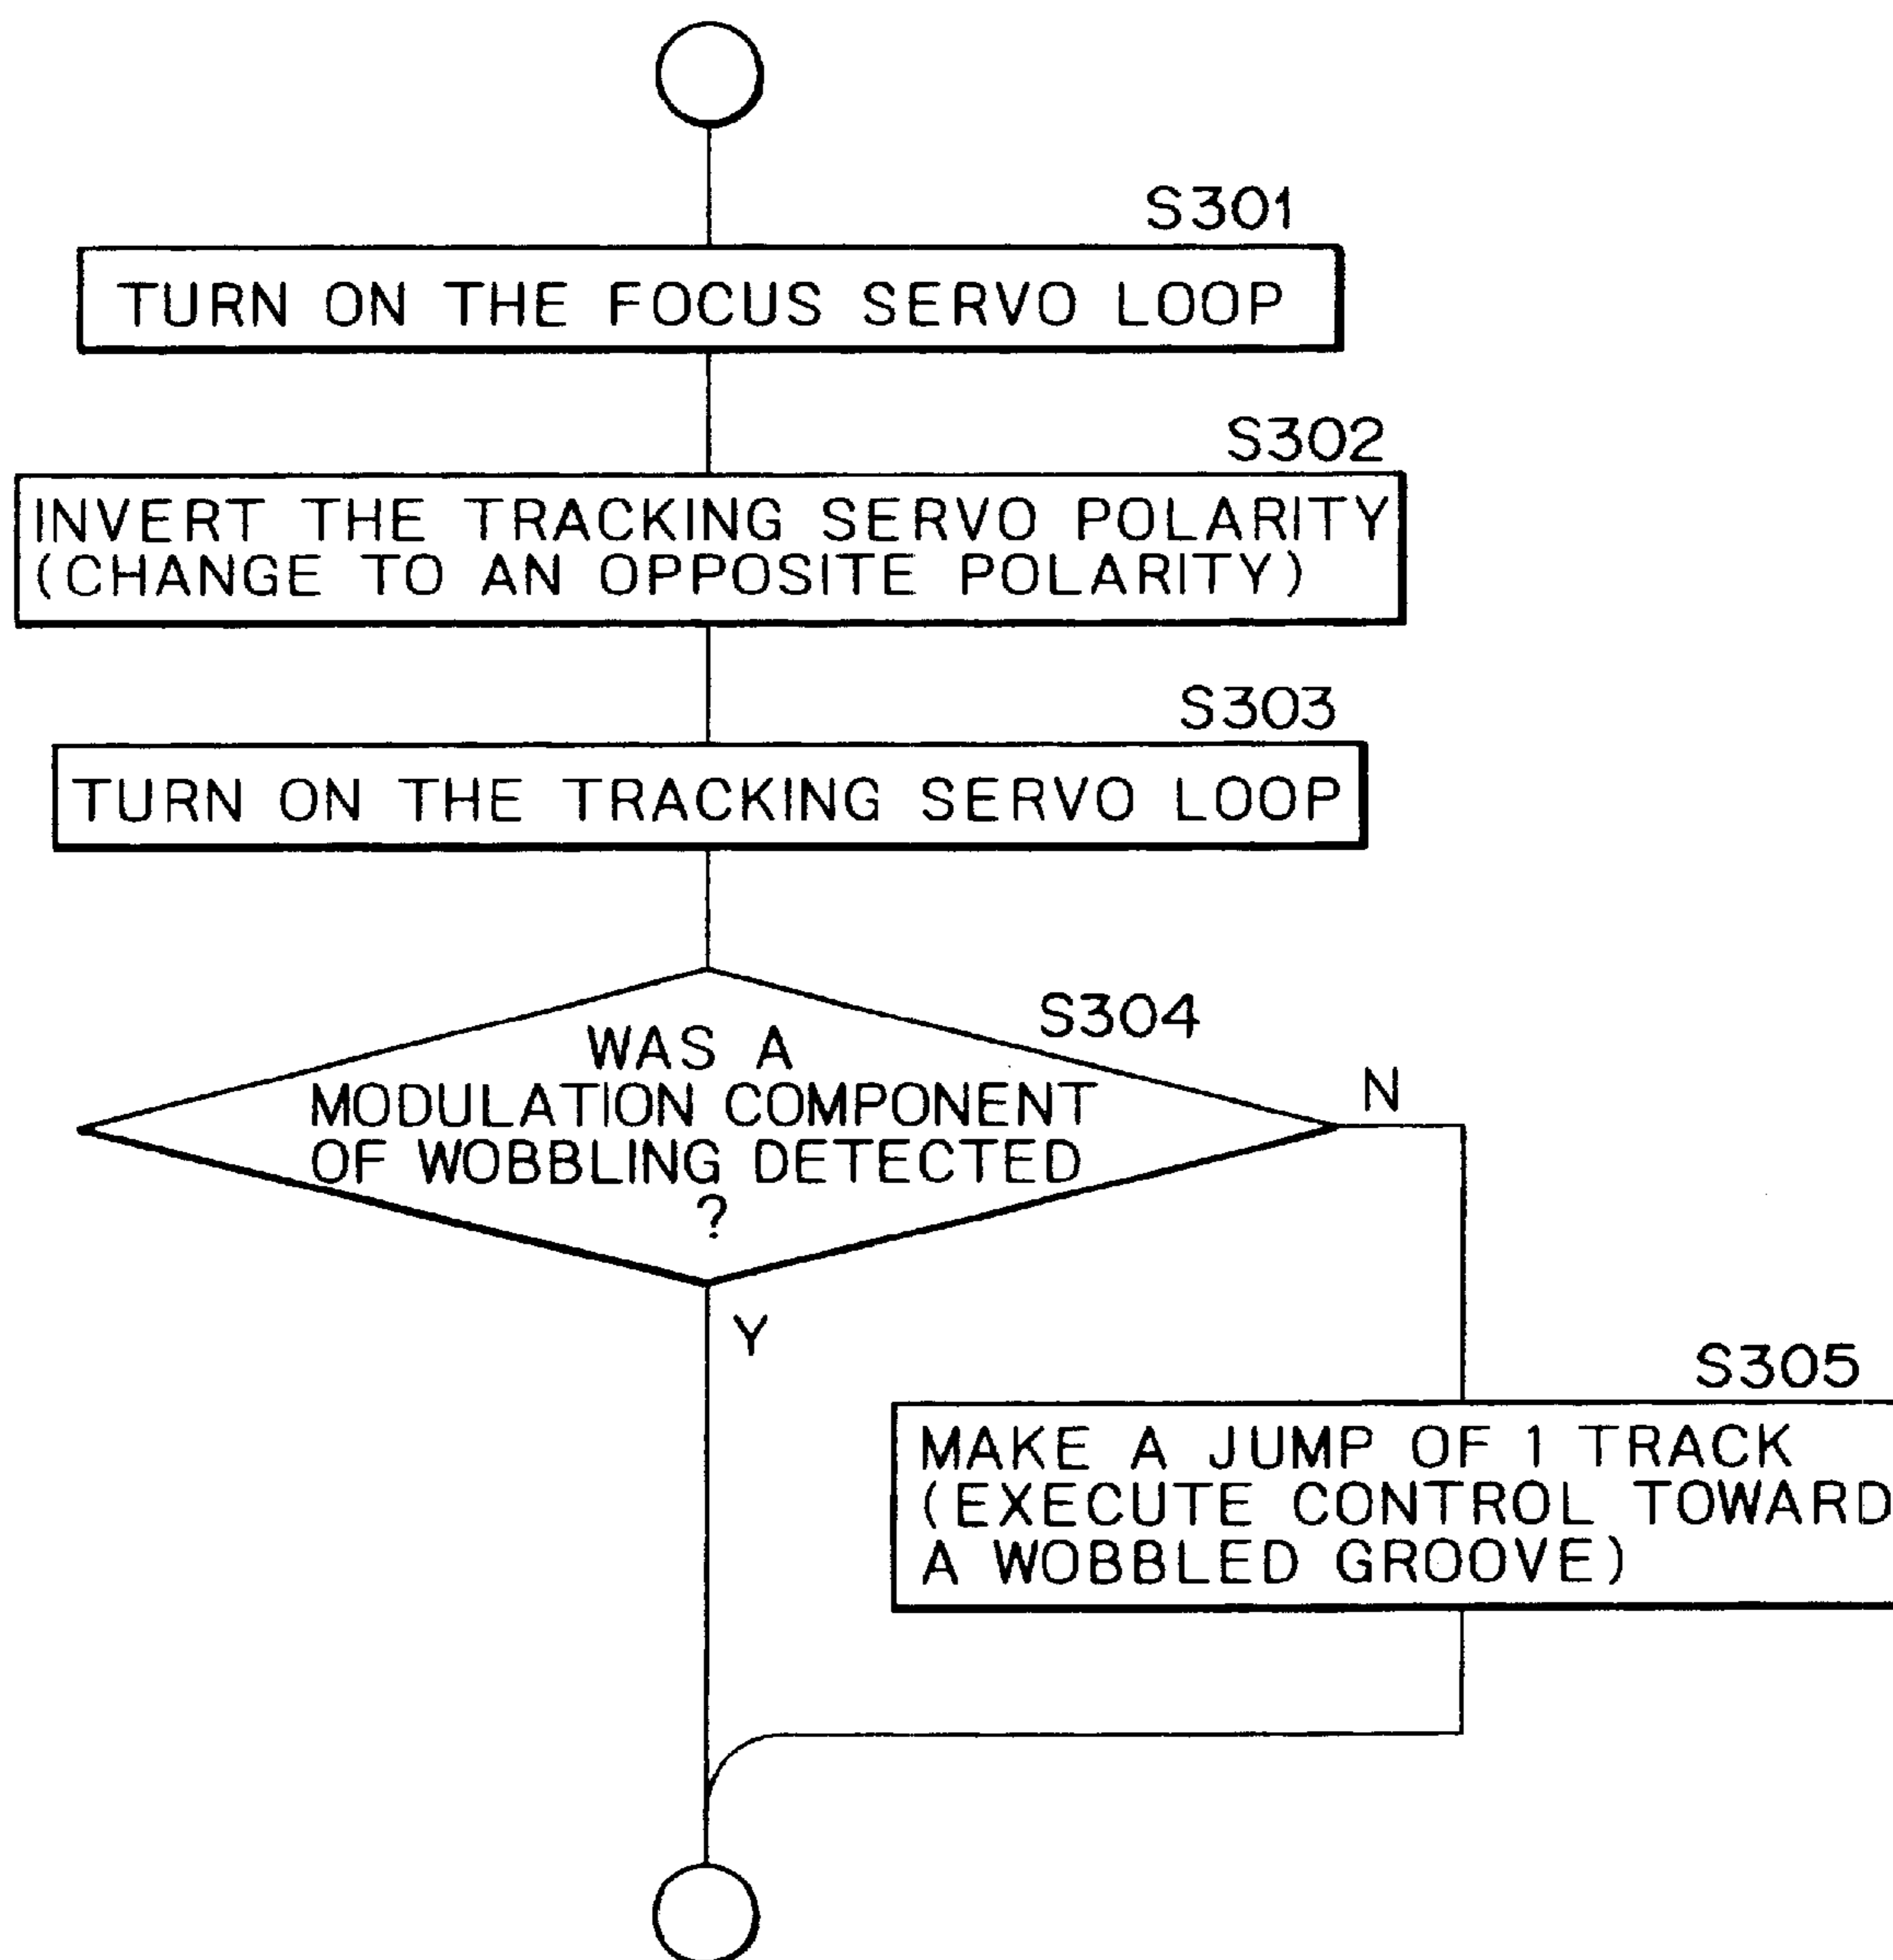 S301
TURN ON THE FOCUS SERVO LOOP
S302
INVERT THE TRACKING SERVO POLARITY
(CHANGE TO AN OPPOSITE POLARITY)
S303
TURN ON THE TRACKING SERVO LOOP
S304
WAS A
MODULATION COMPONENT
OF WOBBLING DETECTED
?
N
Y
S305
MAKE A JUMP OF 1 TRACK
(EXECUTE CONTROL TOWARD
A WOBBLED GROOVE)